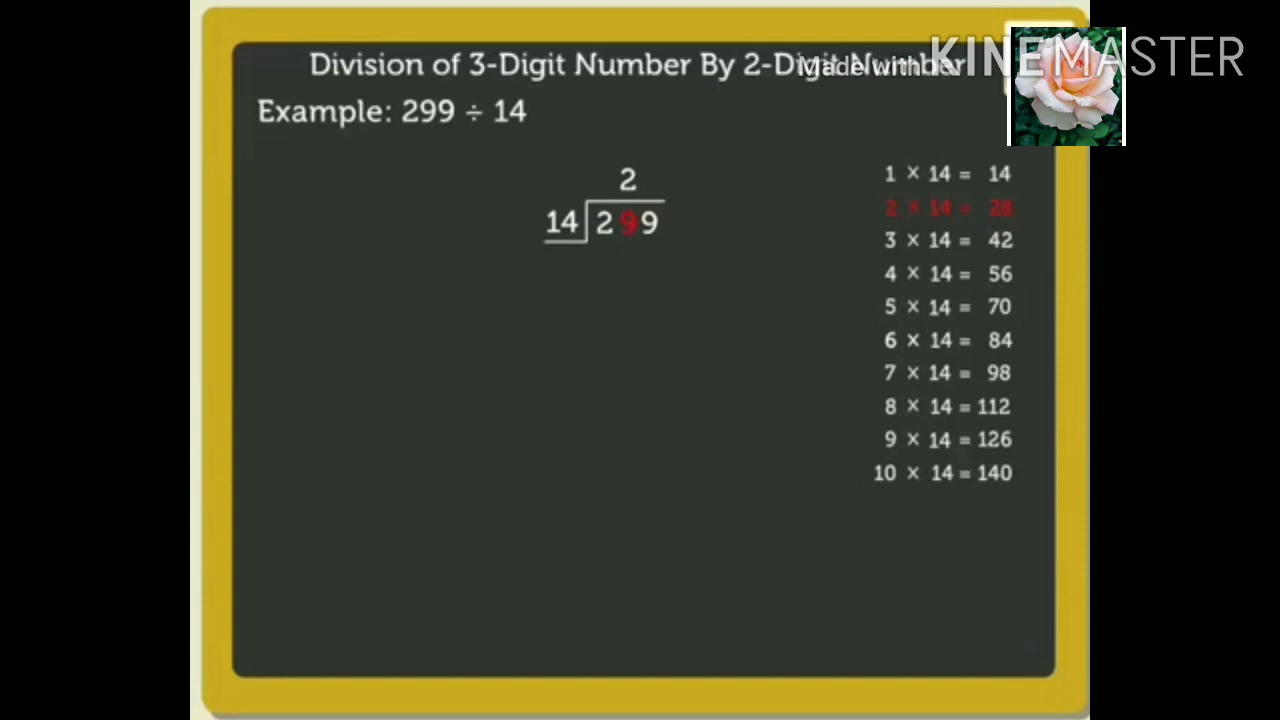 Division of 3-Digit Number By 2-Digit Number
Made with
KINEMASTER
Example: 299 ÷ 14
2
14 299
1 × 14 = 14
2 × 14 = 28
3 × 14 = 42
4 × 14 = 56
5 × 14 = 70
6 × 14 = 84
7 × 14 = 98
8 × 14 = 112
9 × 14 = 126
10 × 14 = 140